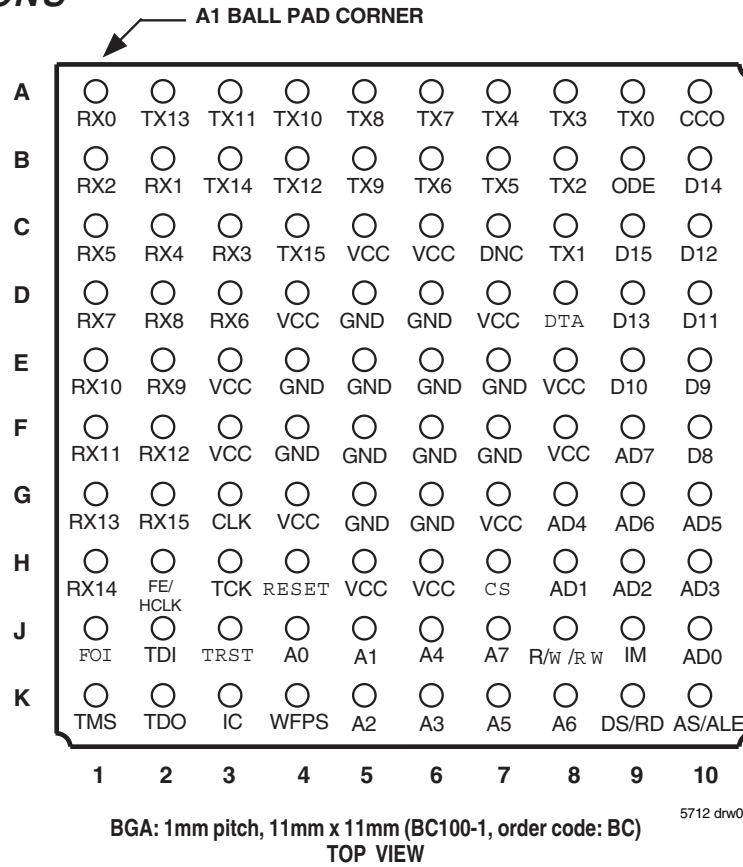 ONS
A1 BALL PAD CORNER
A
RX0 TX13 TX11 TX10 TX8 TX7 TX4 TX3 TX0 CCO
B
RX2 RX1 TX14 TX12 TX9 TX6 TX5 TX2 ODE D14
C
RX5 RX4 RX3 TX15 VCC VCC DNC TX1 D15 D12
D
RX7 RX8 RX6 VCC GND GND VCC DTA D13 D11
E
RX10 RX9 VCC GND GND GND GND VCC D10 D9
F
RX11 RX12 VCC GND GND GND GND VCC AD7 D8
G
RX13 RX15 CLK VCC GND GND VCC AD4 AD6 AD5
H
RX14 FE/HCLK TCK RESET VCC VCC CS AD1 AD2 AD3
J
FOI TDI TRST A0 A1 A4 A7 R/W /R W IM AD0
K
TMS TDO IC WFPS A2 A3 A5 A6 DS/RD AS/ALE
1 2 3 4 5 6 7 8 9 10
5712 drw0
BGA: 1mm pitch, 11mm x 11mm (BC100-1, order code: BC)
TOP VIEW